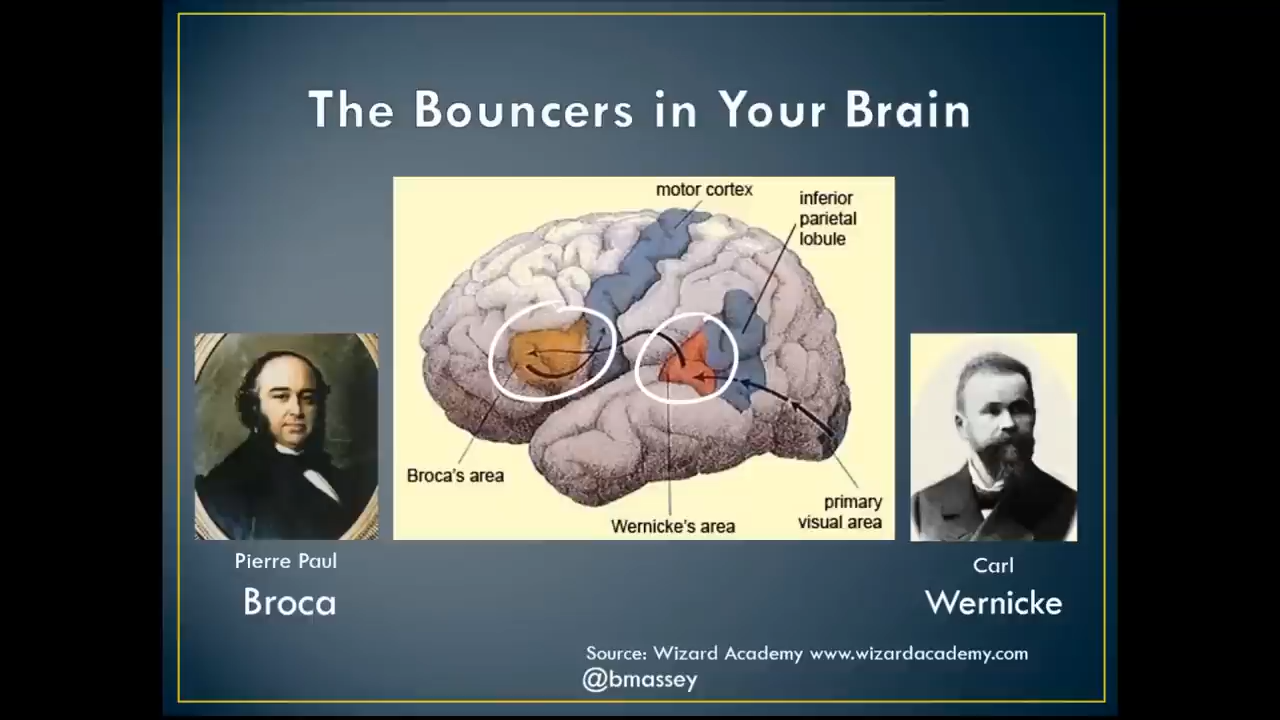 The Bouncers in Your Brain
motor cortex
inferior
parietal
lobule
Broca's area
Wernicke's area
primary
visual area
Pierre Paul
Broca
Carl
Wernicke
Source: Wizard Academy www.wizardacademy.com
@bmassey